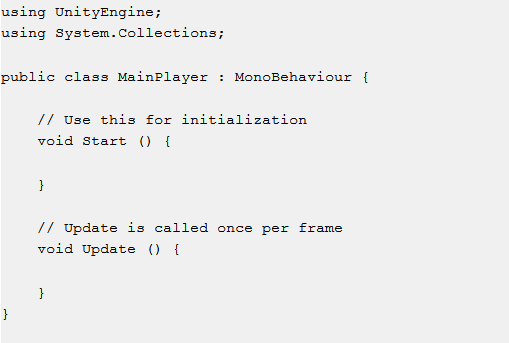 using UnityEngine;
using System.Collections;

public class MainPlayer : MonoBehaviour {

    // Use this for initialization
    void Start () {

    }

    // Update is called once per frame
    void Update () {

    }
}